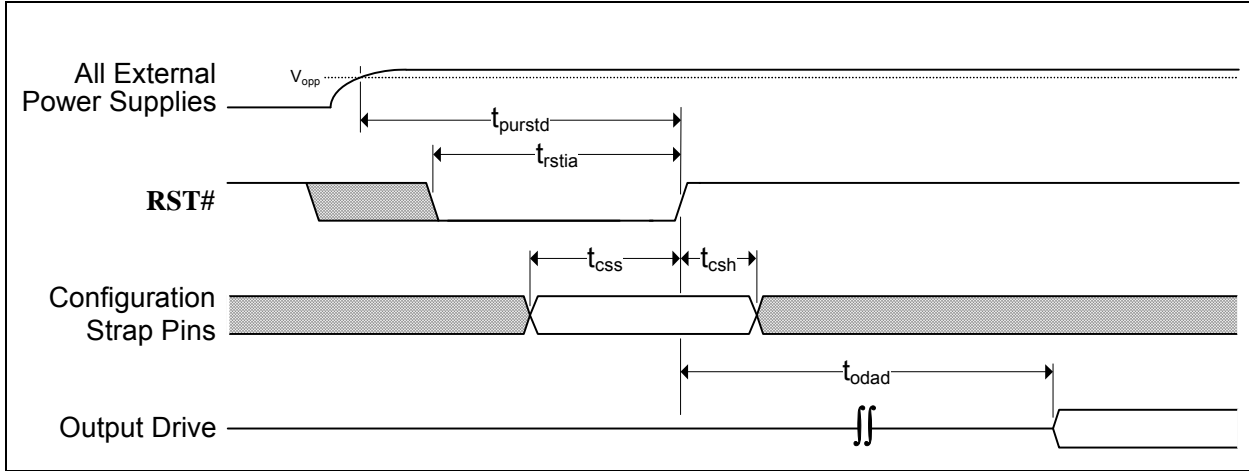 All External
Power Supplies
Vopp
tpurstd
trstia
RST#
tcss
tcsh
Configuration
Strap Pins
todad
Output Drive